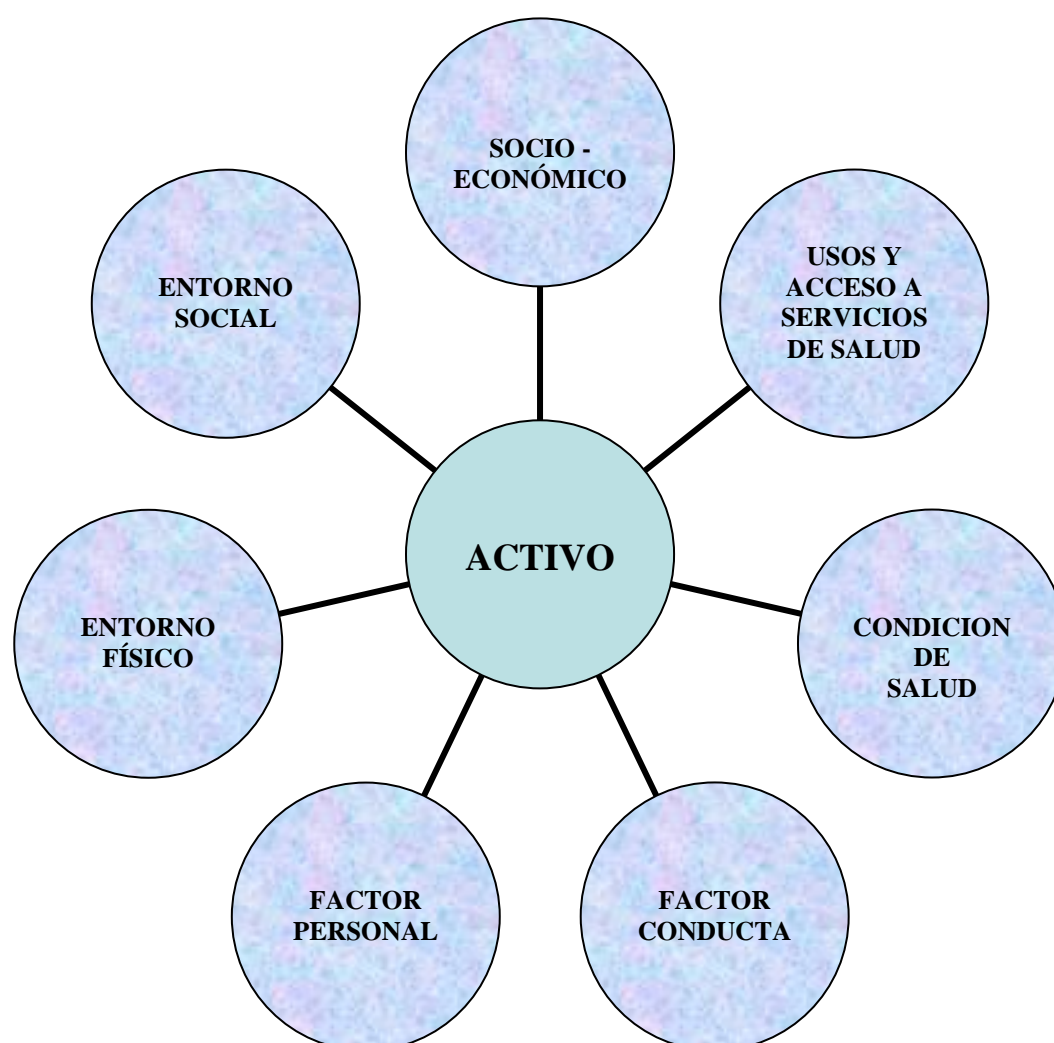 SOCIO -
ECONÓMICO
USOS Y
ACCESO A
SERVICIOS
DE SALUD
ENTORNO
SOCIAL
ACTIVO
ENTORNO
FÍSICO
CONDICION
DE
SALUD
FACTOR
PERSONAL
FACTOR
CONDUCTA